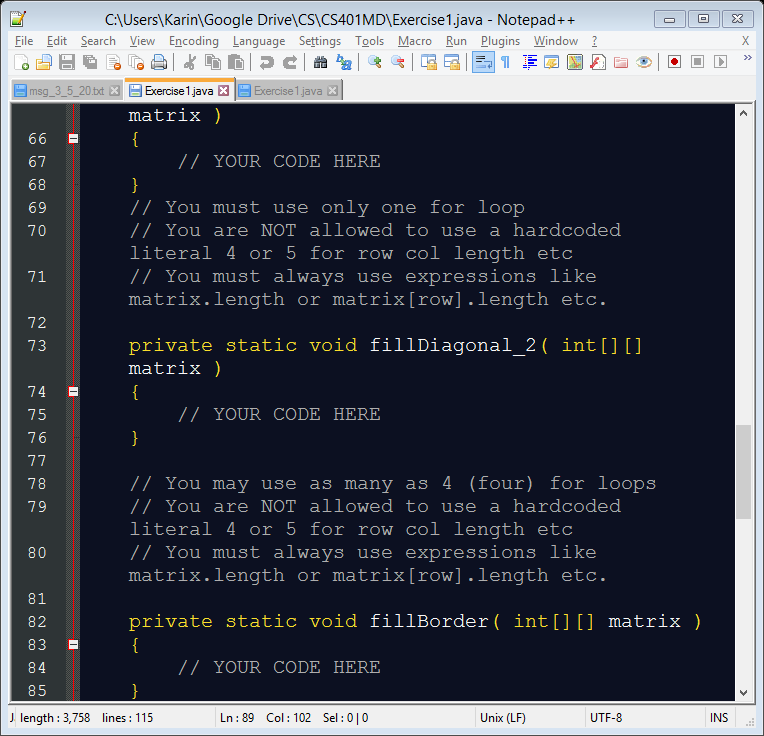 C:\Users\Karin\Google Drive\CS\CS401MD\Exercise1.java - Notepad++
File Edit Search View Encoding Language Settings Tools Macro Run Plugins Window ? X
msg_3_5_20.txt Exercise1.java Exercise1.java
matrix )
66 {
67 // YOUR CODE HERE
68 }
69 // You must use only one for loop
70 // You are NOT allowed to use a hardcoded
literal 4 or 5 for row col length etc
71 // You must always use expressions like
matrix.length or matrix[row].length etc.
72
73 private static void fillDiagonal_2( int[][]
matrix )
74 {
75 // YOUR CODE HERE
76 }
77
78 // You may use as many as 4 (four) for loops
79 // You are NOT allowed to use a hardcoded
literal 4 or 5 for row col length etc
80 // You must always use expressions like
matrix.length or matrix[row].length etc.
81
82 private static void fillBorder( int[][] matrix )
83 {
84 // YOUR CODE HERE
85 }
J length : 3,758 lines : 115 Ln : 89 Col : 102 Sel : 0 | 0 Unix (LF) UTF-8 INS